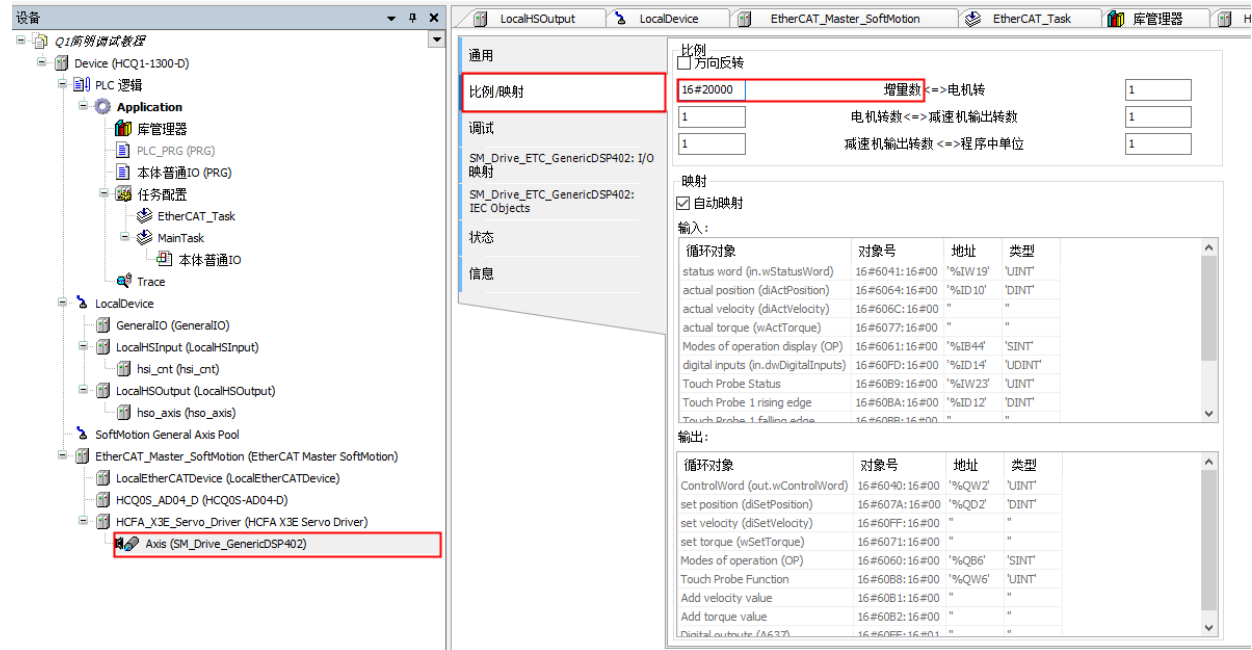 设备
Q1简明调试教程
Device (HCQ1-1300-D)
PLC 逻辑
Application
库管理器
PLC_PRG (PRG)
本体普通IO (PRG)
任务配置
EtherCAT_Task
MainTask
本体普通IO
Trace
LocalDevice
GeneralIO (GeneralIO)
LocalHSInput (LocalHSInput)
hsi_cnt (hsi_cnt)
LocalHSOutput (LocalHSOutput)
hso_axis (hso_axis)
SoftMotion General Axis Pool
EtherCAT_Master_SoftMotion (EtherCAT Master SoftMotion)
LocalEtherCATDevice (LocalEtherCATDevice)
HCQ0S_AD04_D (HCQ0S-AD04-D)
HCFA_X3E_Servo_Driver (HCFA X3E Servo Driver)
Axis (SM_Drive_GenericDSP402)
LocalHSOutput LocalDevice EtherCAT_Master_SoftMotion EtherCAT_Task 库管理器 H
通用
比例/映射
调试
SM_Drive_ETC_GenericDSP402: I/O
映射
SM_Drive_ETC_GenericDSP402:
IEC Objects
状态
信息
比例
方向反转
16#20000 增量数 <=>电机转 1
1 电机转数<=>减速机输出转数 1
1 减速机输出转数 <=>程序中单位 1
映射
自动映射
输入:
循环对象 对象号 地址 类型
status word (in.wStatusWord) 16#6041:16#00 '%IW19' 'UINT'
actual position (diActPosition) 16#6064:16#00 '%ID10' 'DINT'
actual velocity (diActVelocity) 16#606C:16#00 '' ''
actual torque (wActTorque) 16#6077:16#00 '' ''
Modes of operation display (OP) 16#6061:16#00 '%IB44' 'SINT'
digital inputs (in.dwDigitalInputs) 16#60FD:16#00 '%ID14' 'UDINT'
Touch Probe Status 16#60B9:16#00 '%IW23' 'UINT'
Touch Probe 1 rising edge 16#60BA:16#00 '%ID12' 'DINT'
Touch Probe 1 falling edge 16#60BB:16#00 '' ''
输出:
循环对象 对象号 地址 类型
ControlWord (out.wControlWord) 16#6040:16#00 '%QW2' 'UINT'
set position (diSetPosition) 16#607A:16#00 '%QD2' 'DINT'
set velocity (diSetVelocity) 16#60FF:16#00 '' ''
set torque (wSetTorque) 16#6071:16#00 '' ''
Modes of operation (OP) 16#6060:16#00 '%QB6' 'SINT'
Touch Probe Function 16#60B8:16#00 '%QW6' 'UINT'
Add velocity value 16#60B1:16#00 '' ''
Add torque value 16#60B2:16#00 '' ''
Digital outputs (A637) 16#60FE:16#01 '' ''